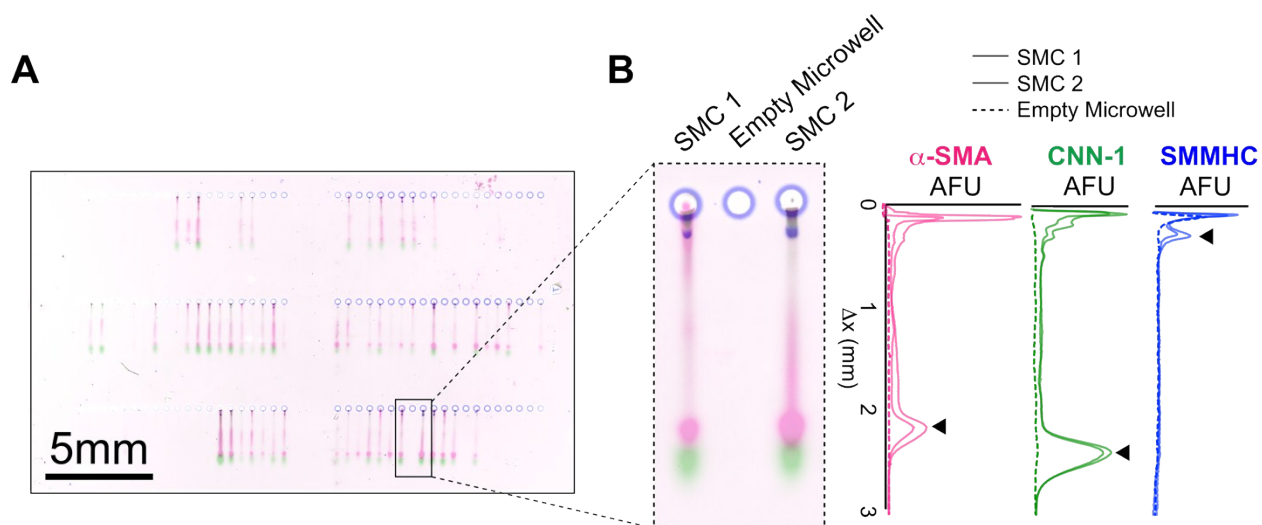 A
5mm
B
SMC 1
Empty Microwell
SMC 2
SMC 1
SMC 2
Empty Microwell
α-SMA
CNN-1
SMMHC
AFU
AFU
AFU
0
1
2
3
Δx (mm)